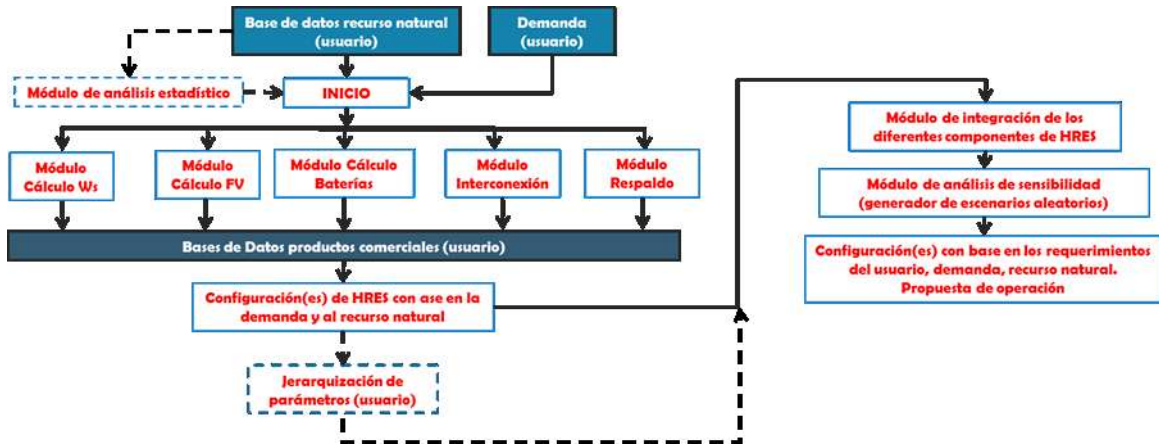 Base de datos recurso natural
(usuario)
Demanda
(usuario)
Módulo de análisis estadístico
INICIO
Módulo
Cálculo Ws
Módulo
Cálculo FV
Módulo Cálculo
Baterías
Módulo
Interconexión
Módulo
Respaldo
Bases de Datos productos comerciales (usuario)
Configuración(es) de HRES con ase en la
demanda y al recurso natural
Jerarquización de
parámetros (usuario)
Módulo de integración de los
diferentes componentes de HRES
Módulo de análisis de sensibilidad
(generador de escenarios aleatorios)
Configuración(es) con base en los requerimientos
del usuario, demanda, recurso natural.
Propuesta de operación